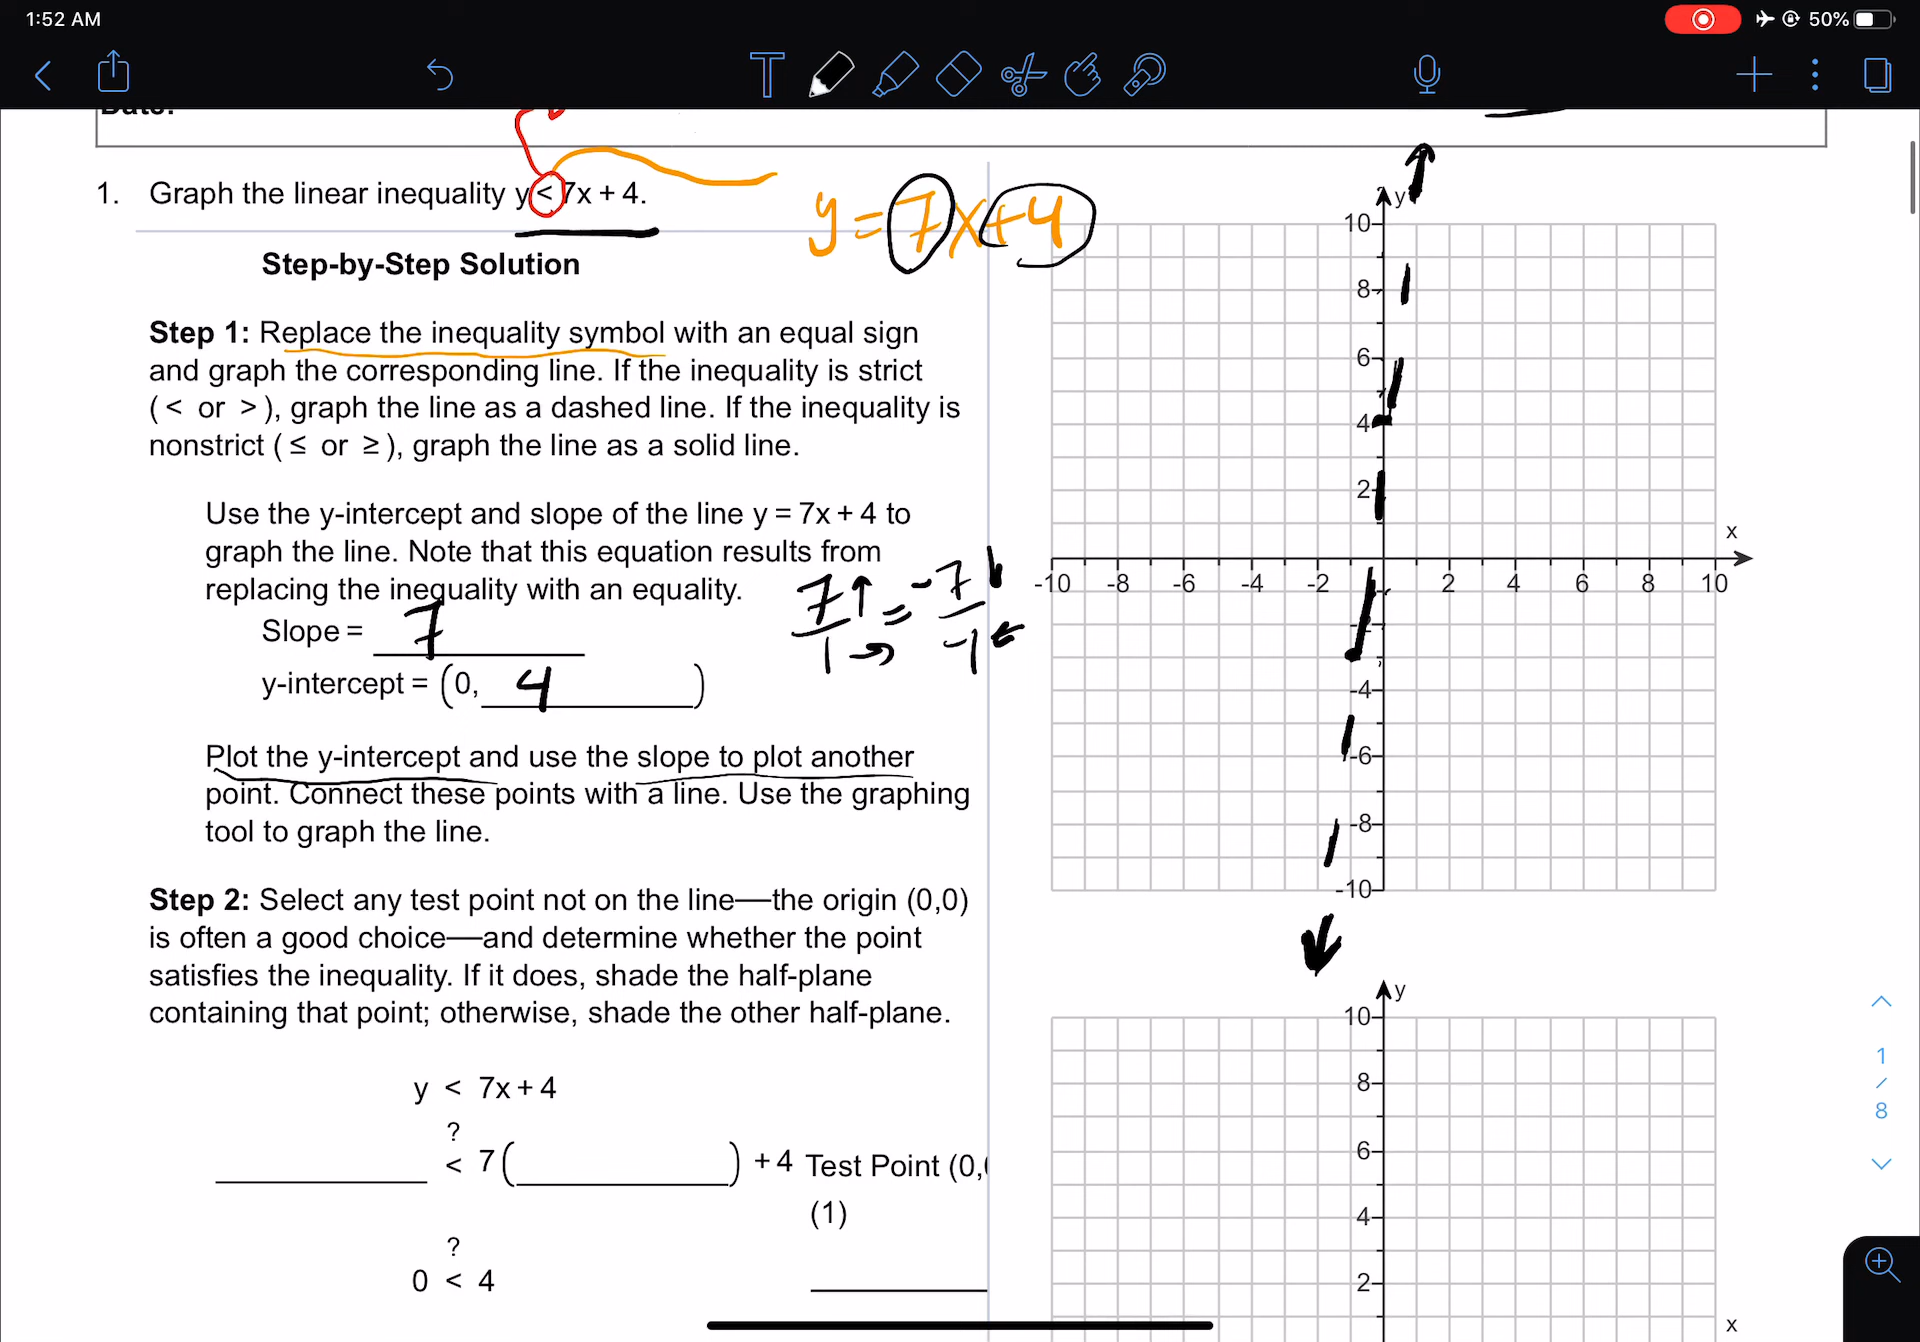 1:52 AM
50%
Date:
1. Graph the linear inequality y < 7x + 4.
y = 7x + 4
Step-by-Step Solution
Step 1: Replace the inequality symbol with an equal sign
and graph the corresponding line. If the inequality is strict
( < or > ), graph the line as a dashed line. If the inequality is
nonstrict ( ≤ or ≥ ), graph the line as a solid line.
Use the y-intercept and slope of the line y = 7x + 4 to
graph the line. Note that this equation results from
replacing the inequality with an equality.
Slope = 7
7↑/1→ = -7↓/-1←
y-intercept = (0, 4)
Plot the y-intercept and use the slope to plot another
point. Connect these points with a line. Use the graphing
tool to graph the line.
Step 2: Select any test point not on the line—the origin (0,0)
is often a good choice—and determine whether the point
satisfies the inequality. If it does, shade the half-plane
containing that point; otherwise, shade the other half-plane.
y < 7x + 4
?
< 7( ) + 4 Test Point (0,
(1)
?
0 < 4
y
10
8
6
4
2
x
-10 -8 -6 -4 -2 2 4 6 8 10
-4
-6
-8
-10
y
10
8
6
4
2
x
1
/
8